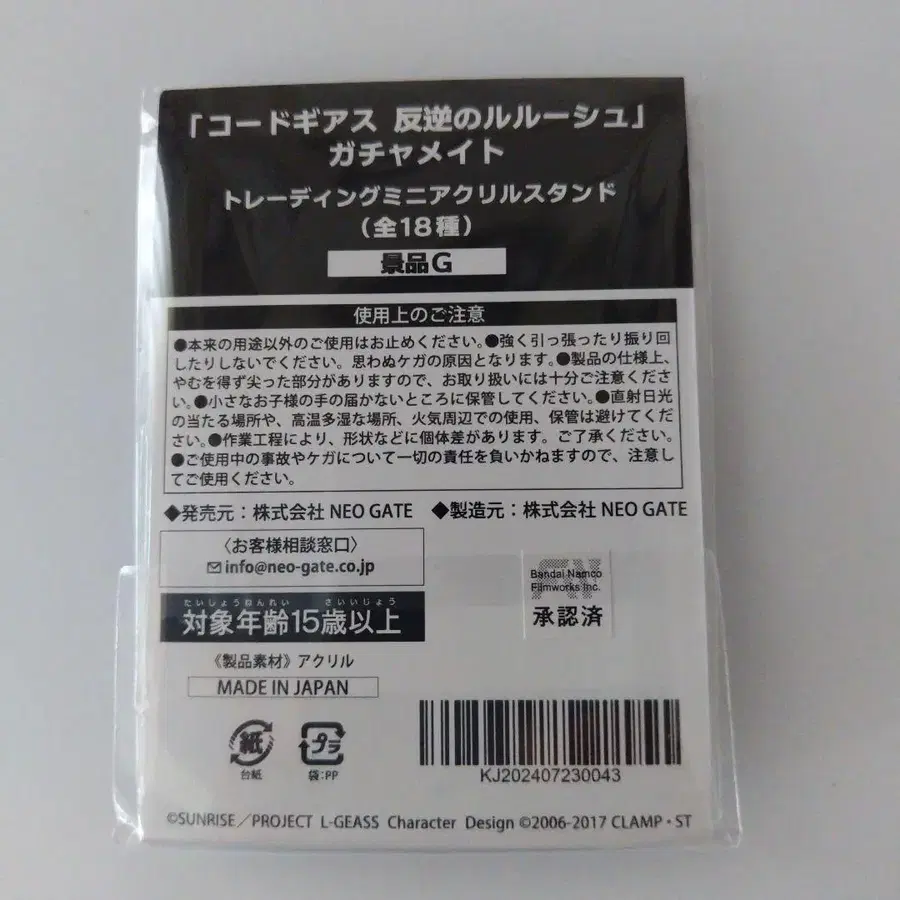 「コードギアス 反逆のルルーシュ」
ガチャメイト
トレーディングミニアクリルスタンド
（全18種）
景品G
使用上のご注意
●本来の用途以外のご使用はお止めください。●強く引っ張ったり振り回
したりしないでください。思わぬケガの原因となります。●製品の仕様上、
やむを得ず尖った部分がありますので、お取り扱いには十分ご注意くださ
い。●小さなお子様の手の届かないところに保管してください。●直射日光
の当たる場所や、高温多湿な場所、火気周辺での使用、保管は避けてくだ
さい。●作業工程により、形状などに個体差があります。ご了承ください。
●ご使用中の事故やケガについて一切の責任を負いかねますので、注意し
てご使用ください。
◆発売元：株式会社 NEO GATE ◆製造元：株式会社 NEO GATE
〈お客様相談窓口〉
info@neo-gate.co.jp
Bandai Namco
Filmworks Inc.
承認済
たいしょうねんれい さいいじょう
対象年齢15歳以上
《製品素材》アクリル
MADE IN JAPAN
紙 プラ
台紙 袋:PP
KJ202407230043
©SUNRISE／PROJECT L-GEASS Character Design ©2006-2017 CLAMP・ST